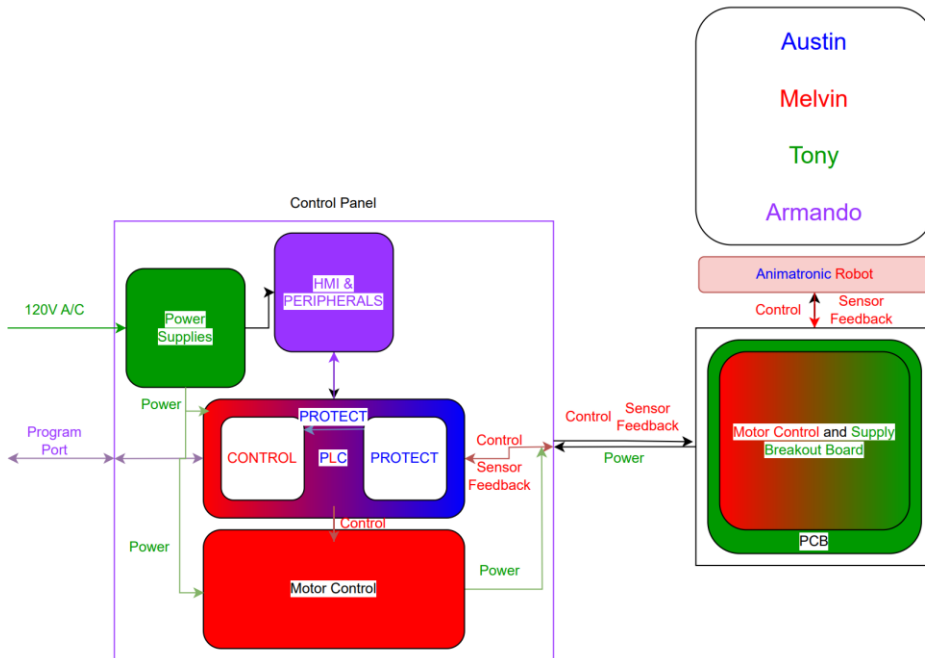 Austin
Melvin
Tony
Armando
Control Panel
Animatronic Robot
HMI &
PERIPHERALS
120V A/C
Power
Supplies
Control
Sensor
Feedback
Power
PROTECT
Program
Port
CONTROL
PLC
PROTECT
Control
Sensor
Feedback
Control
Sensor
Feedback
Power
Motor Control and Supply
Breakout Board
PCB
Control
Power
Motor Control
Power